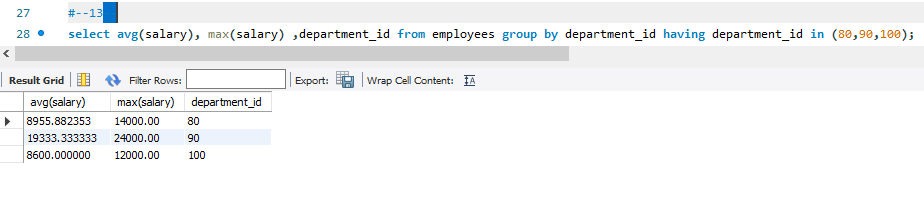 27 #--13
28 select avg(salary), max(salary) ,department_id from employees group by department_id having department_id in (80,90,100);
Result Grid Filter Rows: Export: Wrap Cell Content: IA
avg(salary) max(salary) department_id
8955.882353 14000.00 80
19333.333333 24000.00 90
8600.000000 12000.00 100